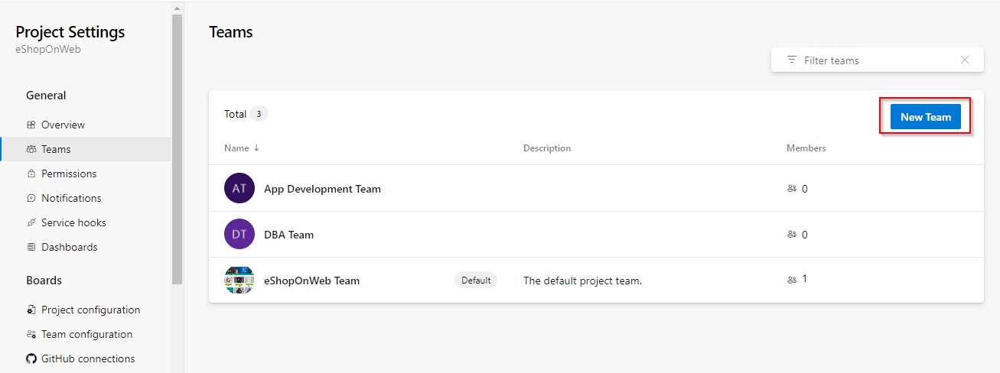 Project Settings
eShopOnWeb
General
Overview
Teams
Permissions
Notifications
Service hooks
Dashboards
Boards
Project configuration
Team configuration
GitHub connections
Teams
Filter teams
Total 3
New Team
Name ↓ Description Members
AT App Development Team 0
DT DBA Team 0
eShopOnWeb Team Default The default project team. 1